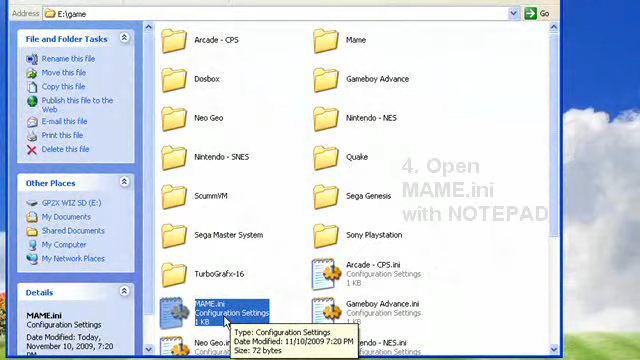 Address E:\game Go
File and Folder Tasks
Rename this file
Move this file
Copy this file
Publish this file to the
Web
E-mail this file
Print this file
Delete this file
Other Places
GP2X WIZ SD (E:)
My Documents
Shared Documents
My Computer
My Network Places
Details
MAME.ini
Configuration Settings
Date Modified: Today,
November 10, 2009, 7:20
PM
Arcade - CPS
Mame
Dosbox
Gameboy Advance
Neo Geo
Nintendo - NES
Nintendo - SNES
Quake
ScummVM
Sega Genesis
Sega Master System
Sony Playstation
TurboGrafx-16
Arcade - CPS.ini
Configuration Settings
1 KB
MAME.ini
Configuration Settings
1 KB
Gameboy Advance.ini
Configuration Settings
1 KB
Neo Geo.ini
Nintendo - NES.ini
Type: Configuration Settings
Date Modified: 11/10/2009 7:20 PM
Size: 72 bytes
4. Open
MAME.ini
with NOTEPAD